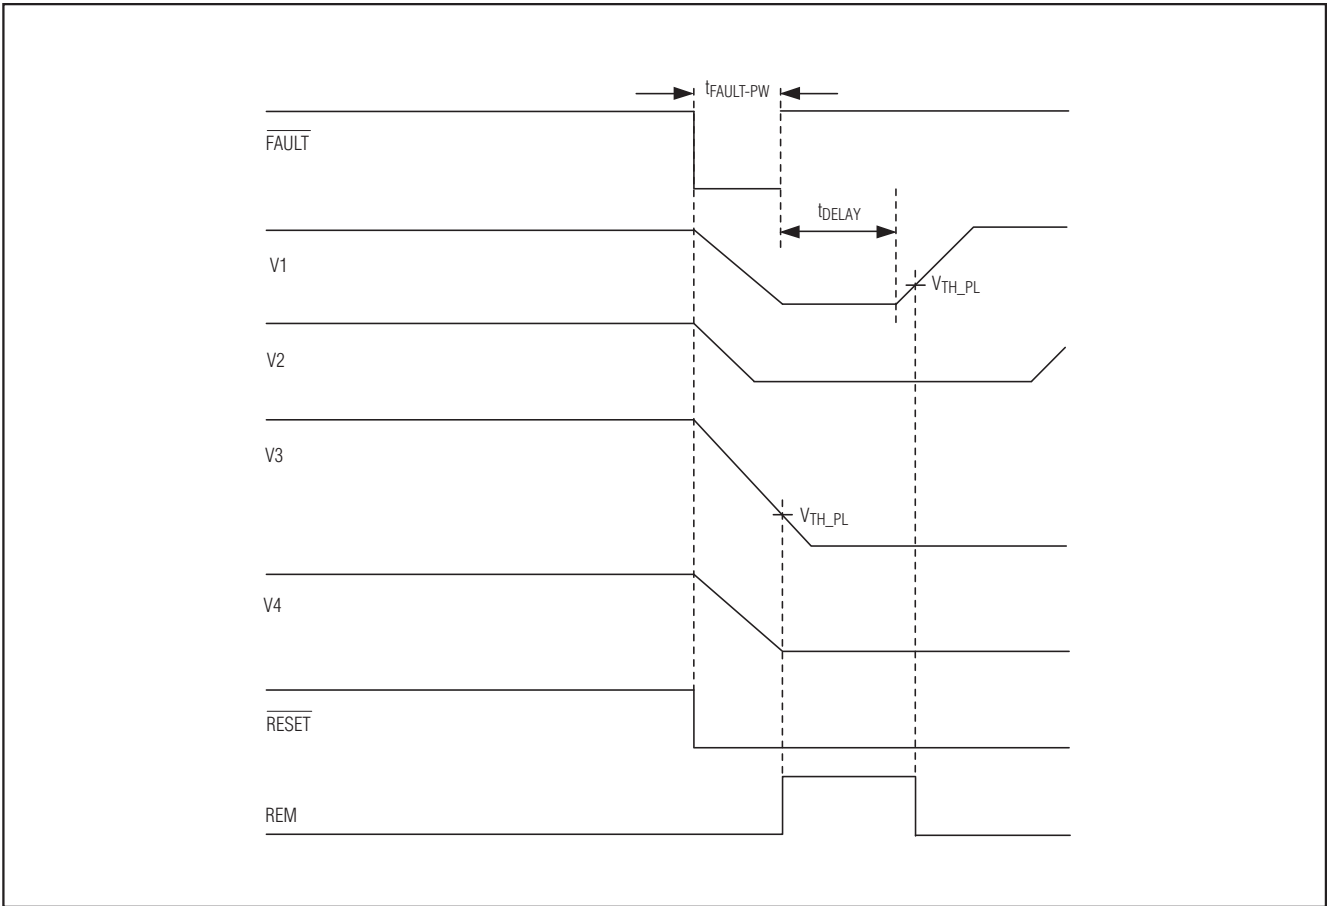 tFAULT-PW
FAULT
tDELAY
V1
VTH_PL
V2
V3
VTH_PL
V4
RESET
REM